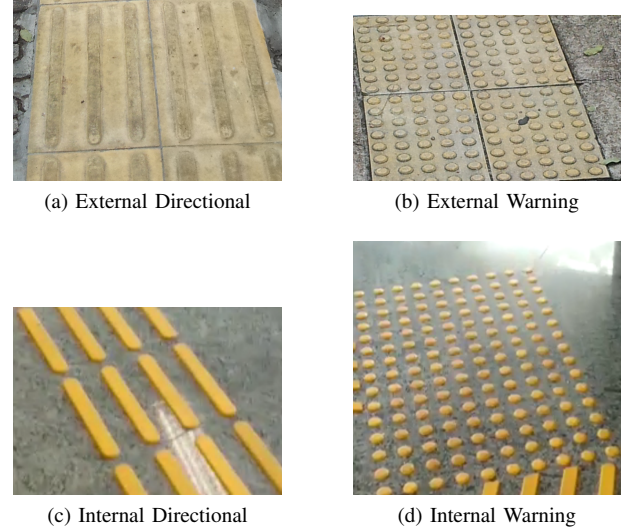 (a) External Directional
(b) External Warning
(c) Internal Directional
(d) Internal Warning